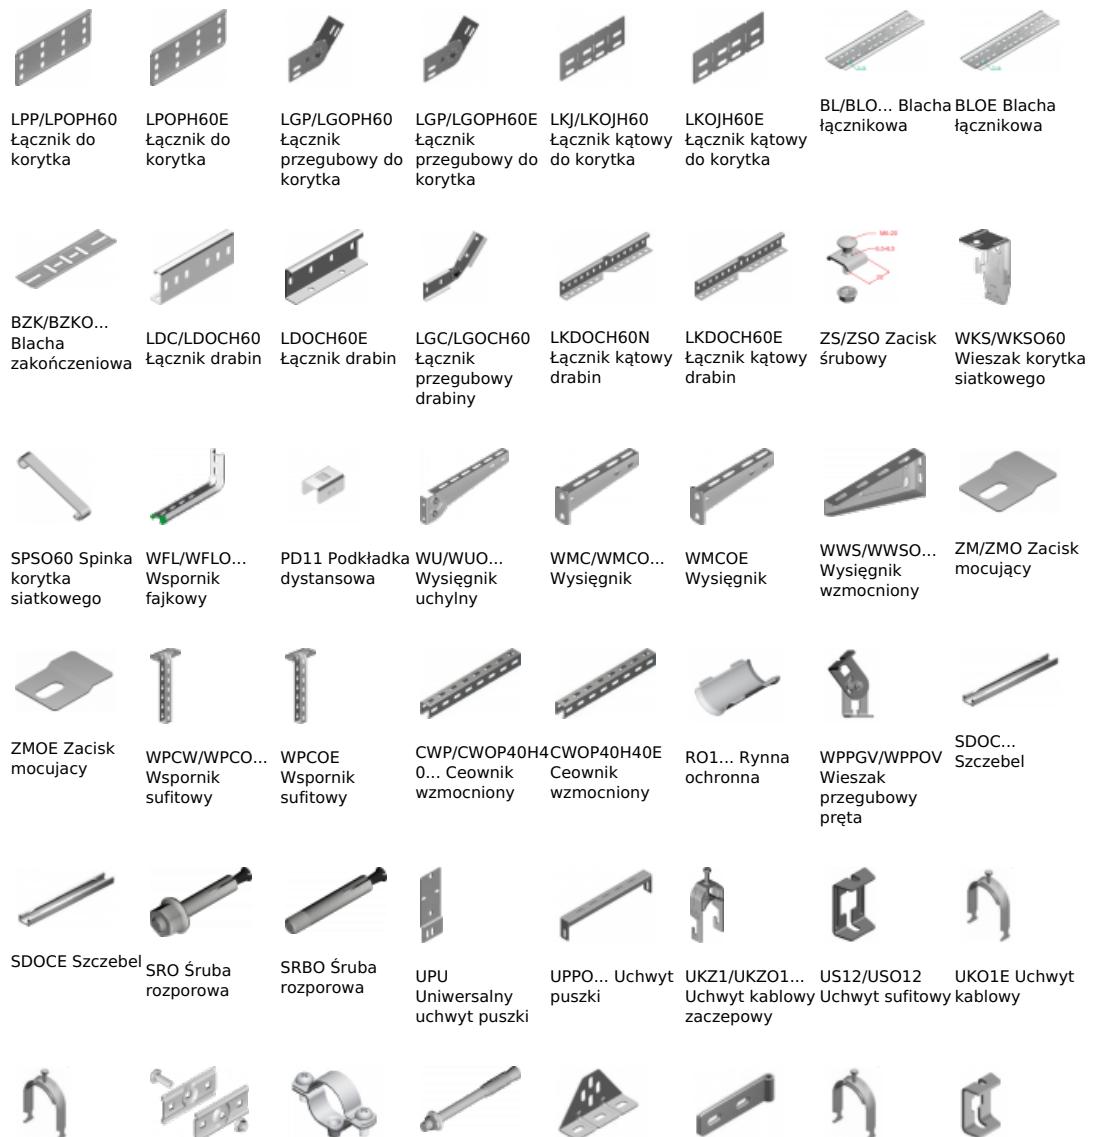 LPP/LPOPH60
Łącznik do
korytka
LPOPH60E
Łącznik do
korytka
LGP/LGOPH60
Łącznik
przegubowy do
korytka
LGP/LGOPH60E
Łącznik
przegubowy do
korytka
LKJ/LKOJH60
Łącznik kątowy
do korytka
LKOJH60E
Łącznik kątowy
do korytka
BL/BLO... Blacha
łącznikowa
BLOE Blacha
łącznikowa
BZK/BZKO...
Blacha
zakończeniowa
LDC/LDOCH60
Łącznik drabin
LDOCH60E
Łącznik drabin
LGC/LGOCH60
Łącznik
przegubowy
drabiny
LKDOCH60N
Łącznik kątowy
drabin
LKDOCH60E
Łącznik kątowy
drabin
ZS/ZSO Zacisk
śrubowy
WKS/WKSO60
Wieszak korytka
siatkowego
SPSO60 Spinka
korytka
siatkowego
WFL/WFLO...
Wspornik
fajkowy
PD11 Podkładka
dystansowa
WU/WUO...
Wysięgnik
uchylny
WMC/WMCO...
Wysięgnik
WMCOE
Wysięgnik
WWS/WWSO...
Wysięgnik
wzmocniony
ZM/ZMO Zacisk
mocujący
ZMOE Zacisk
mocujacy
WPCW/WPCO...
Wspornik
sufitowy
WPCOE
Wspornik
sufitowy
CWP/CWOP40H4
0... Ceownik
wzmocniony
CWOP40H40E
Ceownik
wzmocniony
RO1... Rynna
ochronna
WPPGV/WPPOV
Wieszak
przegubowy
pręta
SDOC...
Szczebel
SDOCE Szczebel
SRO Śruba
rozporowa
SRBO Śruba
rozporowa
UPU
Uniwersalny
uchwyt puszki
UPPO... Uchwyt
puszki
UKZ1/UKZO1...
Uchwyt kablowy
zaczepowy
US12/USO12
Uchwyt sufitowy
UKO1E Uchwyt
kablowy